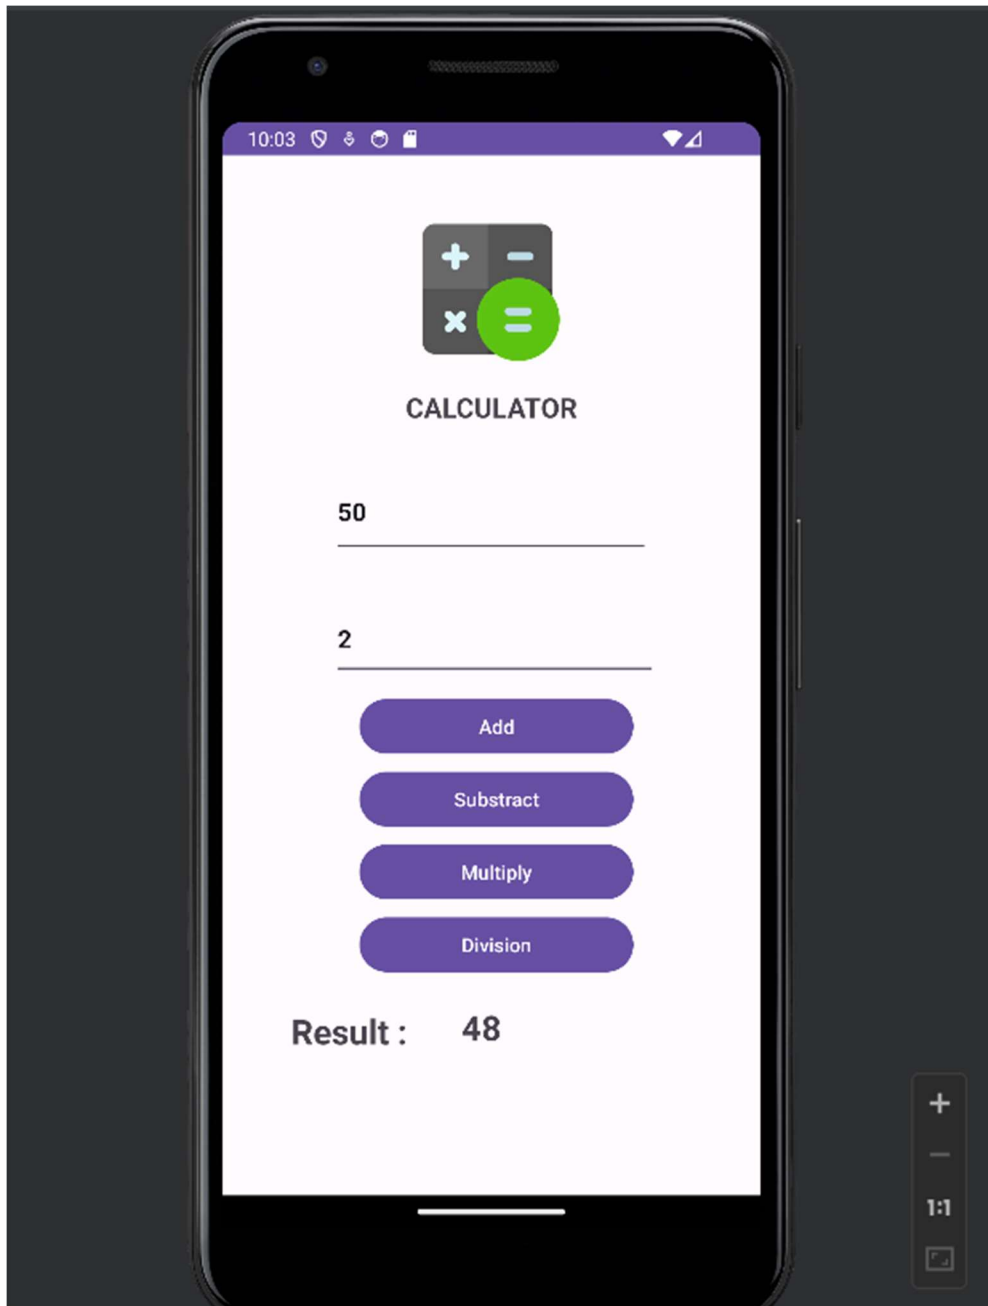 10:03
CALCULATOR
50
2
Add
Substract
Multiply
Division
Result : 48
1:1